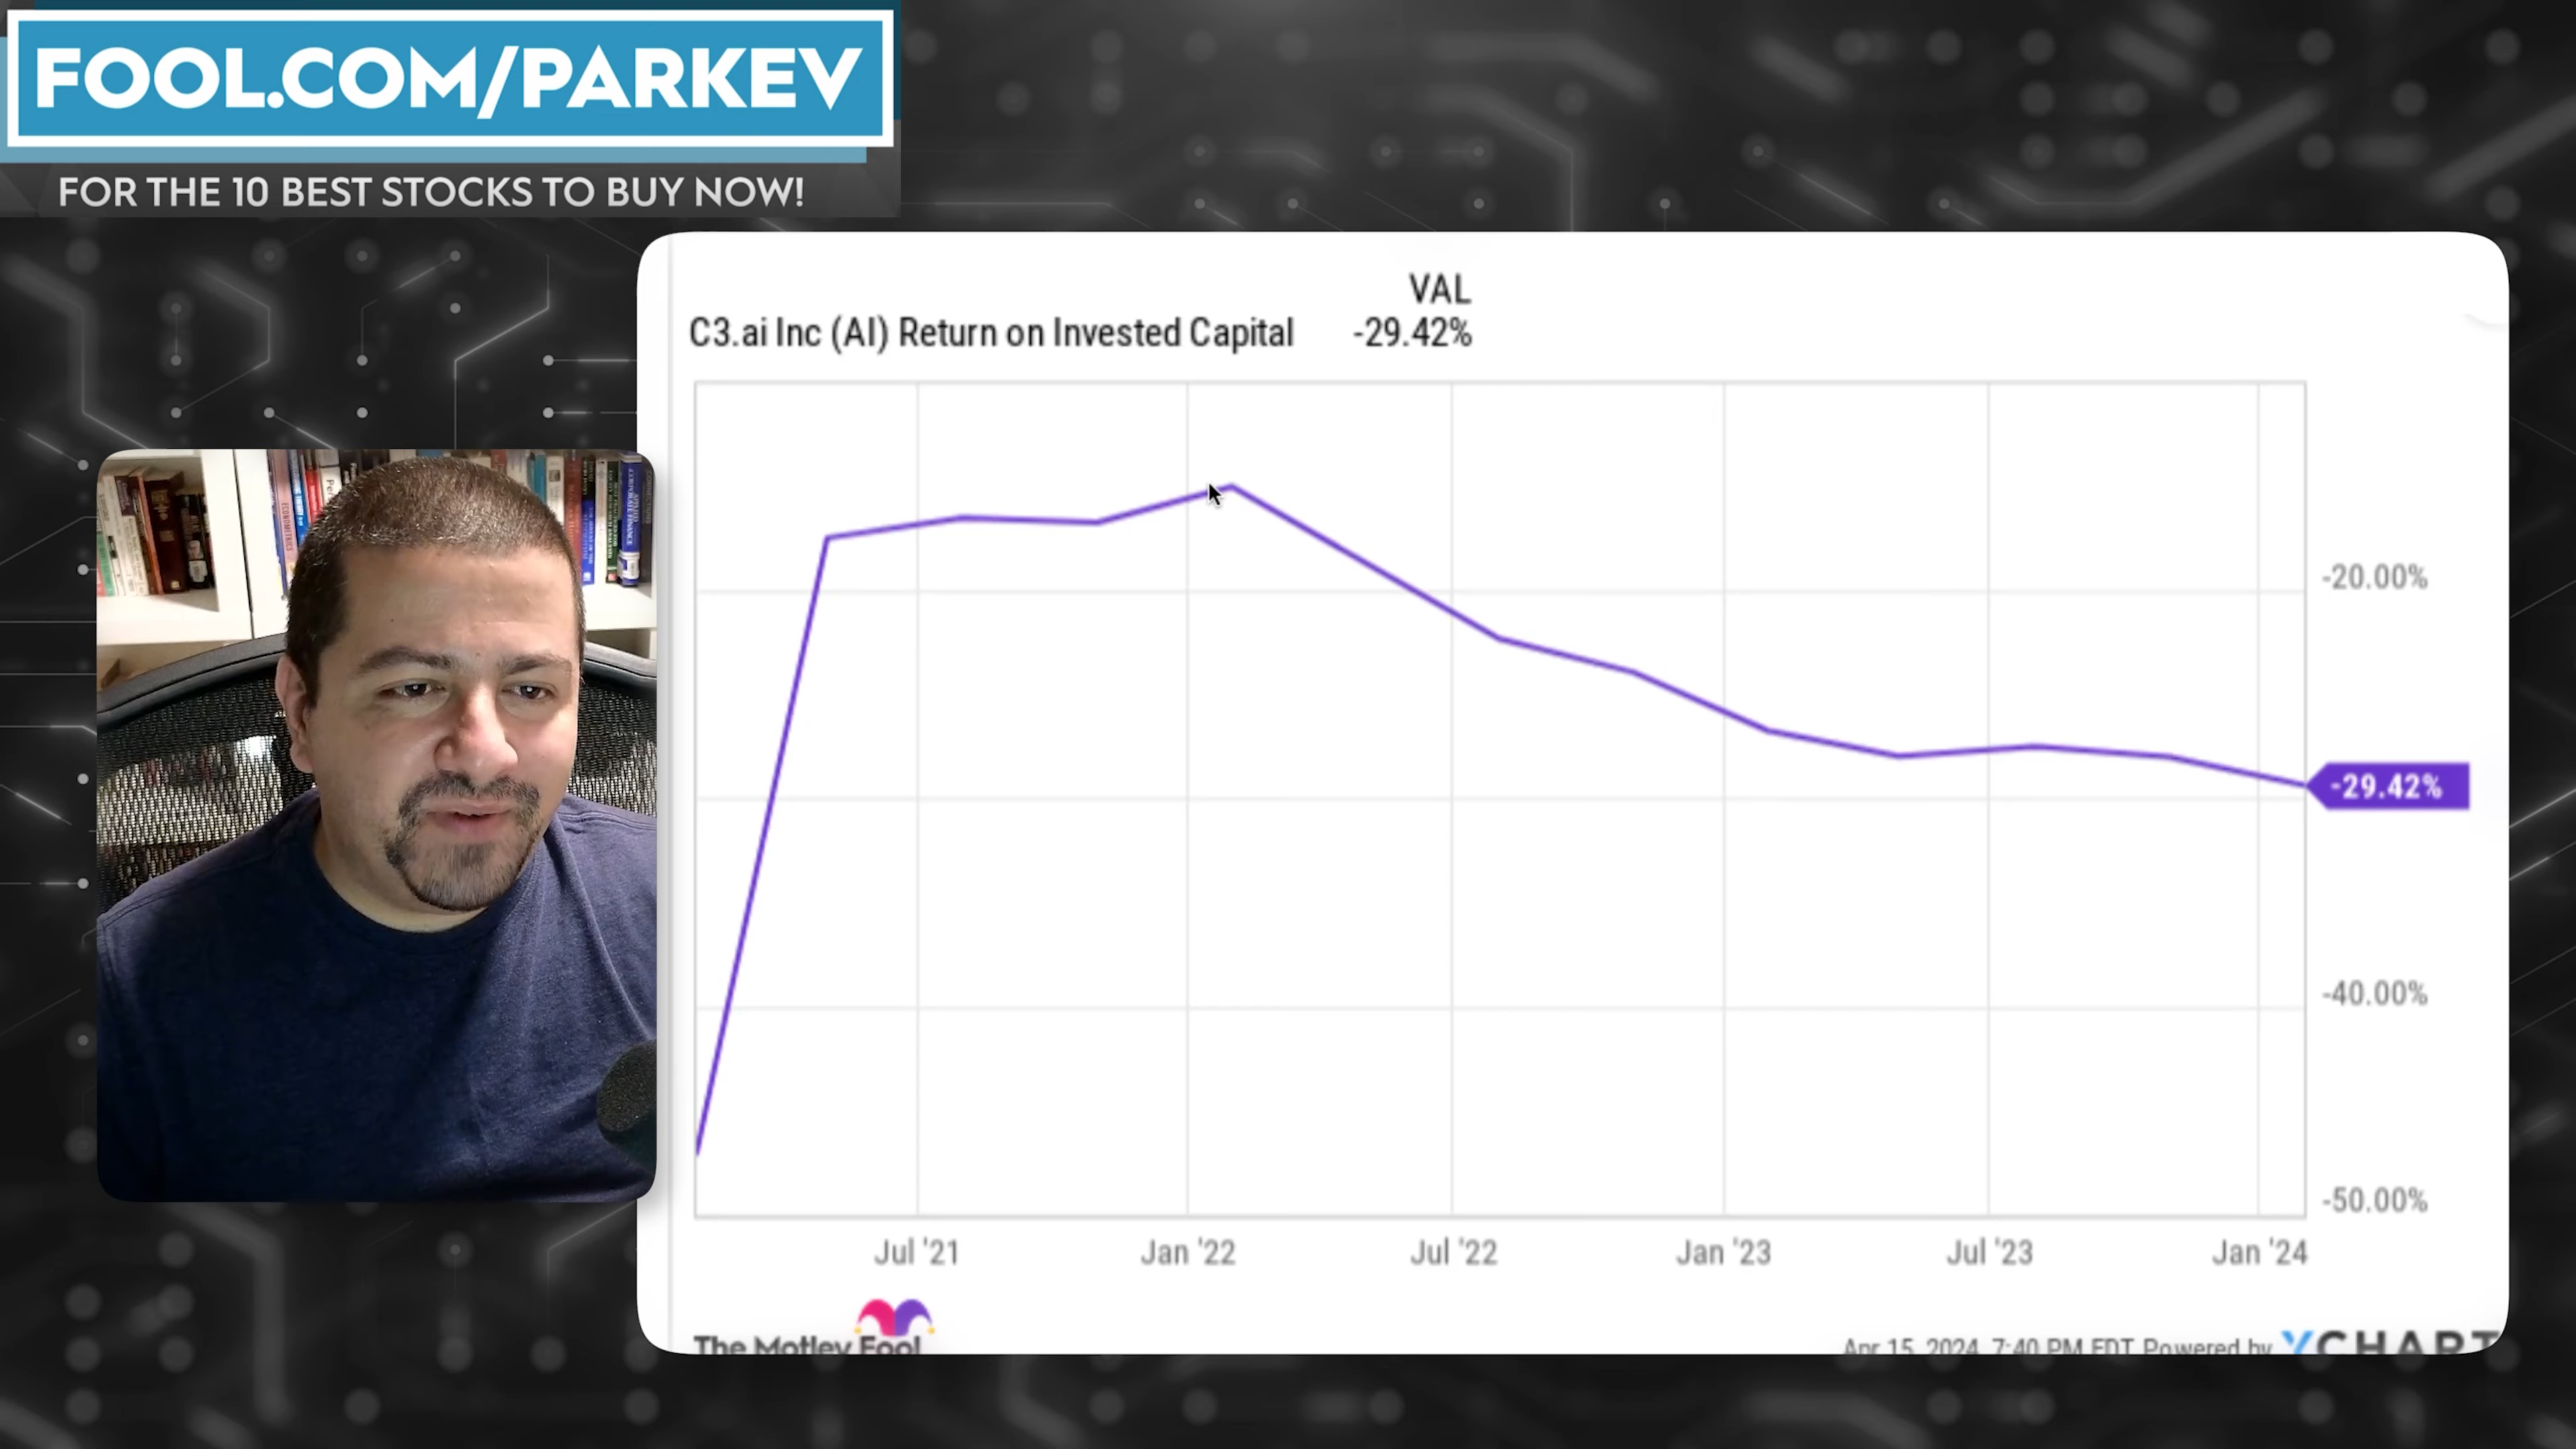 FOOL.COM/PARKEV
FOR THE 10 BEST STOCKS TO BUY NOW!
VAL
C3.ai Inc (AI) Return on Invested Capital -29.42%
-20.00%
-29.42%
-40.00%
-50.00%
Jul '21 Jan '22 Jul '22 Jan '23 Jul '23 Jan '24
The Motley Fool
Apr 15, 2024, 7:40 PM EDT Powered by YCHART
ECONOMETRICS